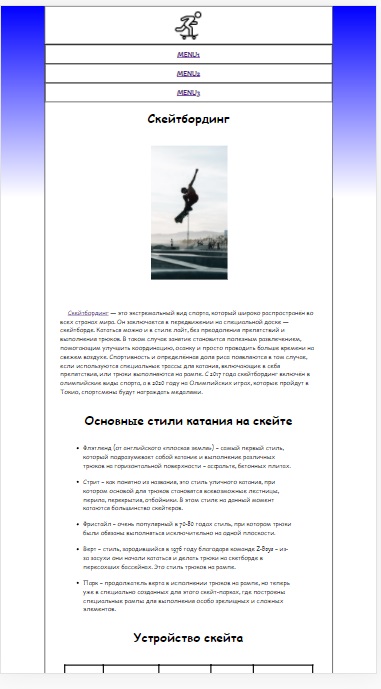 MENU1
MENU2
MENU3
Скейтбординг
Скейтбординг — это экстремальный вид спорта, который широко распространен во
всех странах мира. Он заключается в передвижении на специальной доске —
скейтборде. Кататься можно и в стиле лайт, без преодоления препятствий и
выполнения трюков. В таком случае занятие становится полезным развлечением,
помогающим улучшить координацию, осанку и просто проводить больше времени на
свежем воздухе. Спортивность и определенная доля риска появляются в том случае,
если используются специальные трассы для катания, включающие в себя
препятствия, или трюки выполняются на рампе. С 2017 года скейтбординг включен в
олимпийские виды спорта, а в 2020 году на Олимпийских играх, которые пройдут в
Токио, спортсмены будут награждать медалями.
Основные стили катания на скейте
• Флэтленд (от английского «плоская земля») – самый первый стиль,
который подразумевает собой катание и выполнение различных
трюков на горизонтальной поверхности – асфальте, бетонных плитах.
• Стрит – как понятно из названия, это стиль уличного катания, при
котором основой для трюков становятся всевозможные лестницы,
перила, перекрытия, отбойники. В этом стиле на данный момент
катаются большинство скейтеров.
• Фристайл – очень популярный в 70-80 годах стиль, при котором трюки
были обязаны выполняться исключительно на одной плоскости.
• Верт – стиль, зародившийся в 1976 году благодаря команде Z-Boys – из-
за засухи они начали кататься и делать трюки на скетборде в
пересохших бассейнах. Это стиль трюков на рампе.
• Парк – продолжатель верта в исполнении трюков на рампе, но теперь
уже в специально созданных для этого скейт-парках, где построены
специальные рампы для выполнения особо зрелищных и сложных
элементов.
Устройство скейта